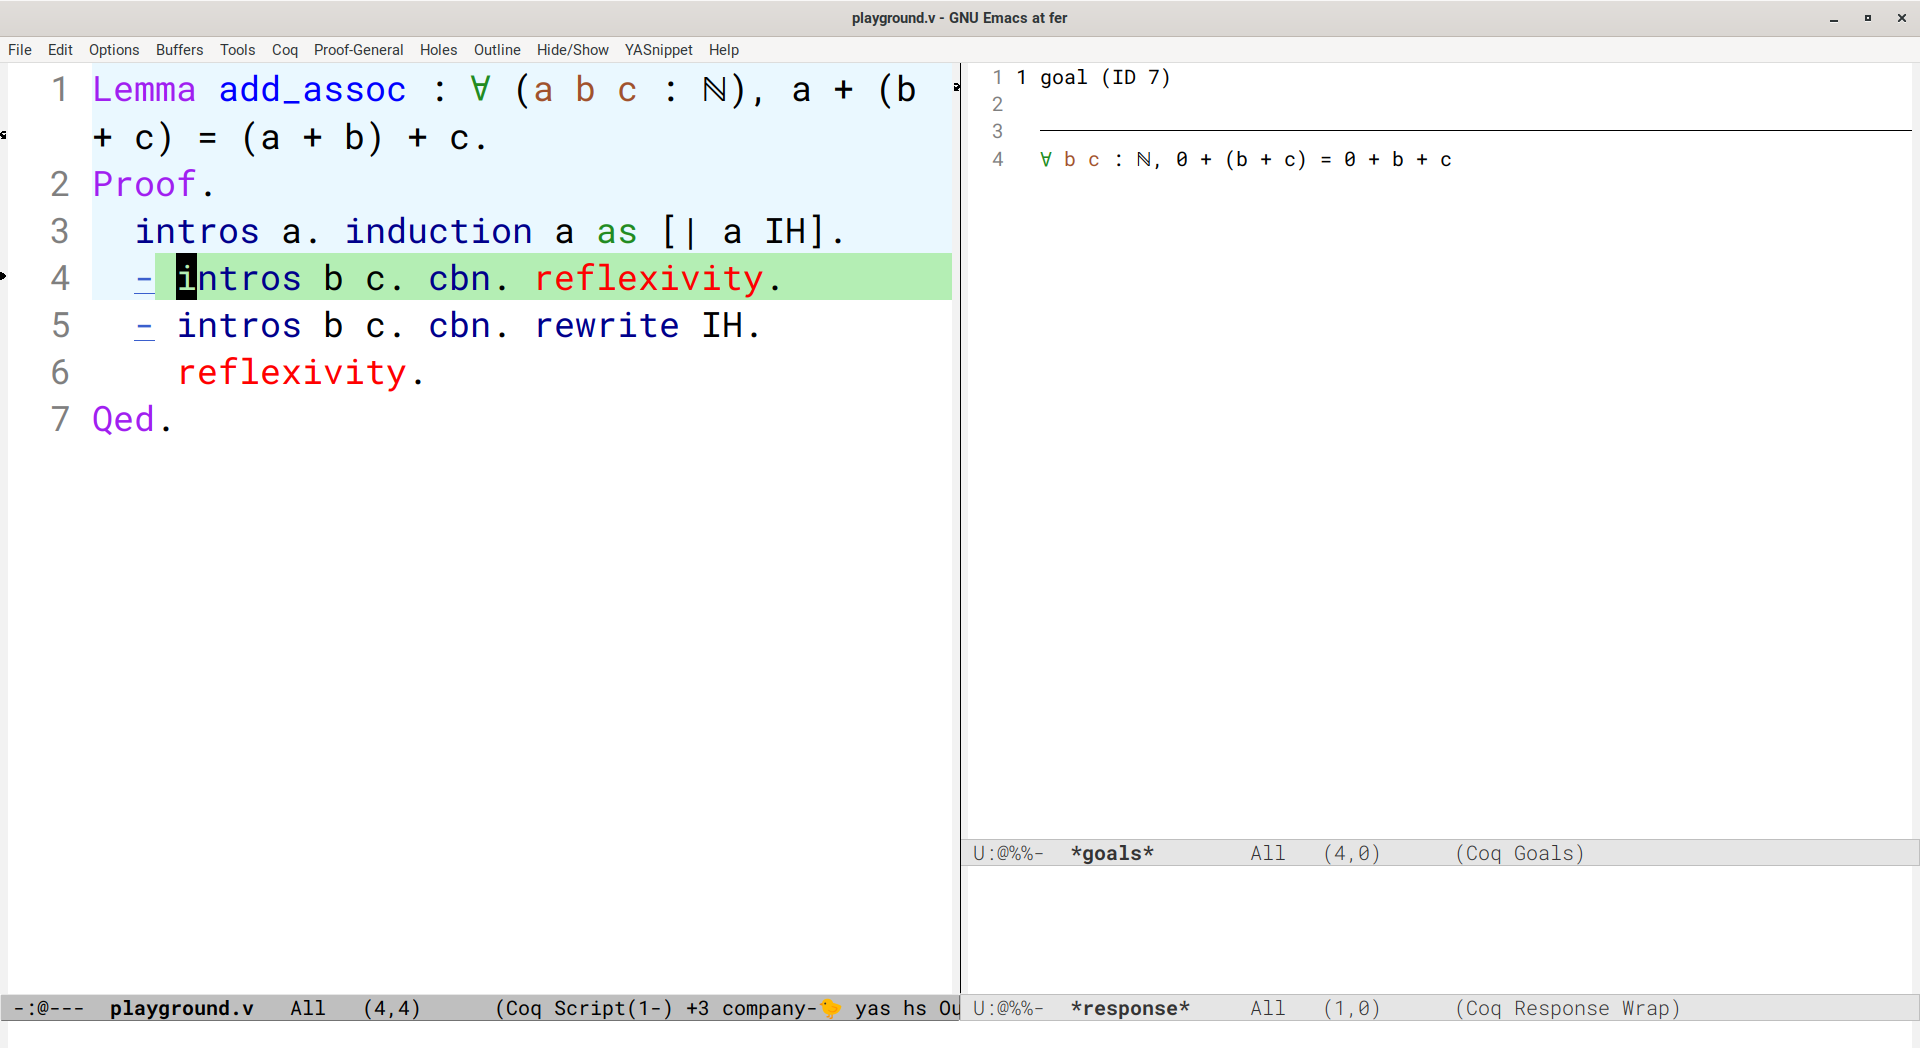 playground.v - GNU Emacs at fer
File Edit Options Buffers Tools Coq Proof-General Holes Outline Hide/Show YASnippet Help
1 Lemma add_assoc : ∀ (a b c : ℕ), a + (b
+ c) = (a + b) + c.
2 Proof.
3 intros a. induction a as [| a IH].
4 - intros b c. cbn. reflexivity.
5 - intros b c. cbn. rewrite IH.
6 reflexivity.
7 Qed.
-:@--- playground.v All (4,4) (Coq Script(1-) +3 company-🐤 yas hs Ou
1 1 goal (ID 7)
2
3
4 ∀ b c : ℕ, 0 + (b + c) = 0 + b + c
U:@%%- *goals* All (4,0) (Coq Goals)
U:@%%- *response* All (1,0) (Coq Response Wrap)